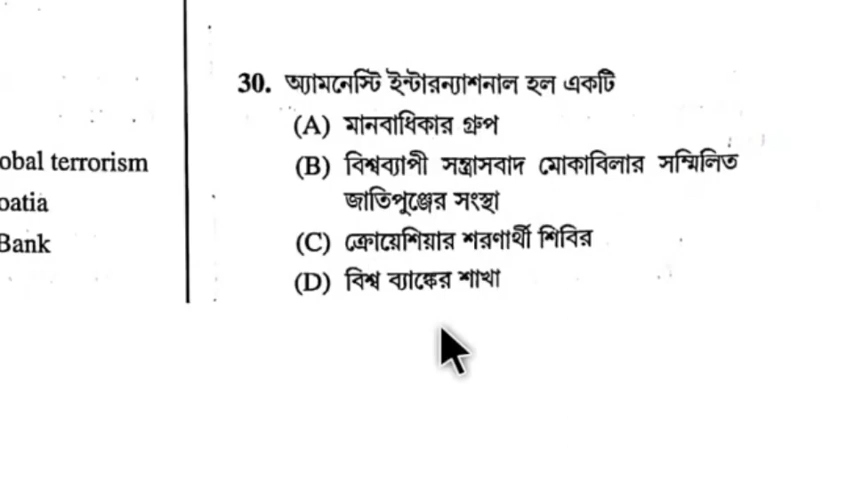 obal terrorism
oatia
Bank
30. অ্যামনেস্টি ইন্টারন্যাশনাল হল একটি
(A) মানবাধিকার গ্রুপ
(B) বিশ্বব্যাপী সন্ত্রাসবাদ মোকাবিলার সম্মিলিত
জাতিপুঞ্জের সংস্থা
(C) ক্রোয়েশিয়ার শরণার্থী শিবির
(D) বিশ্ব ব্যাঙ্কের শাখা